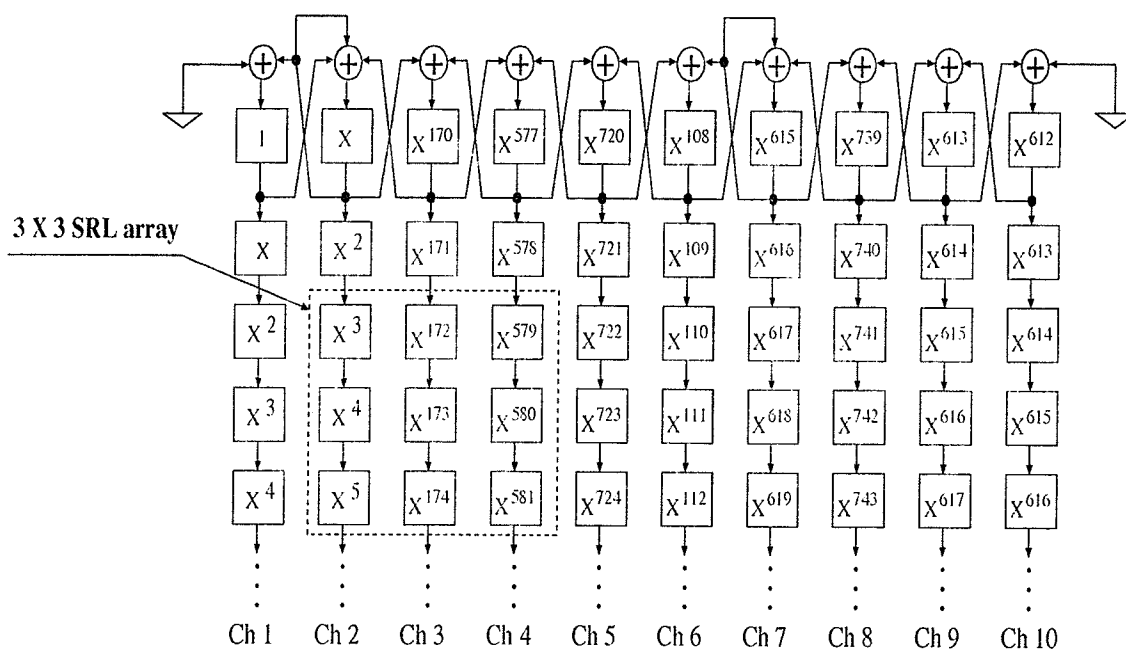 + + + + + + + + + +
1 X X^170 X^577 X^720 X^108 X^615 X^739 X^613 X^612
3 X 3 SRL array
X X^2 X^171 X^578 X^721 X^109 X^616 X^740 X^614 X^613
X^2 X^3 X^172 X^579 X^722 X^110 X^617 X^741 X^615 X^614
X^3 X^4 X^173 X^580 X^723 X^111 X^618 X^742 X^616 X^615
X^4 X^5 X^174 X^581 X^724 X^112 X^619 X^743 X^617 X^616
Ch 1 Ch 2 Ch 3 Ch 4 Ch 5 Ch 6 Ch 7 Ch 8 Ch 9 Ch 10